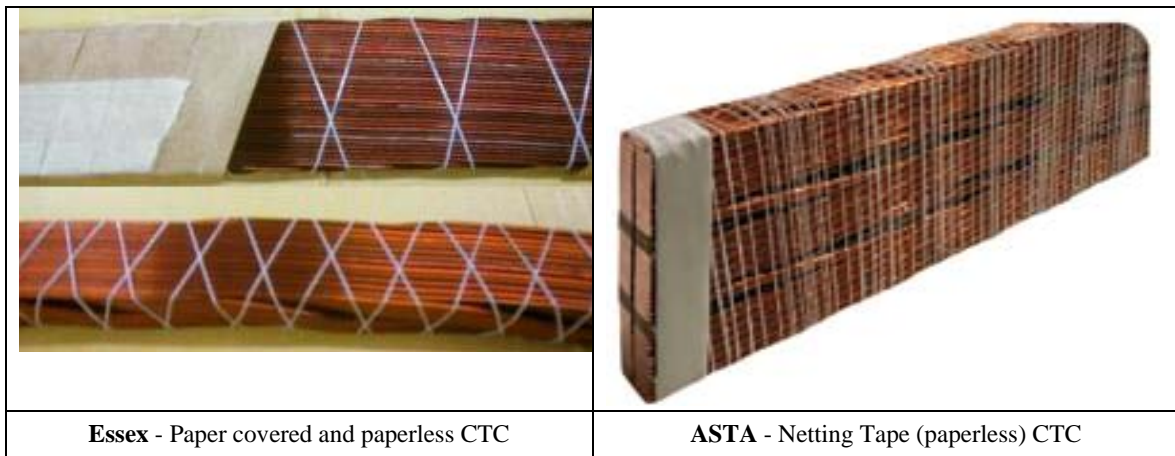 Essex - Paper covered and paperless CTC
ASTA - Netting Tape (paperless) CTC